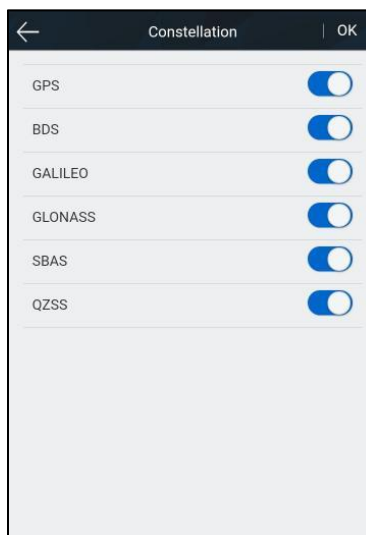 Constellation | OK
GPS
BDS
GALILEO
GLONASS
SBAS
QZSS